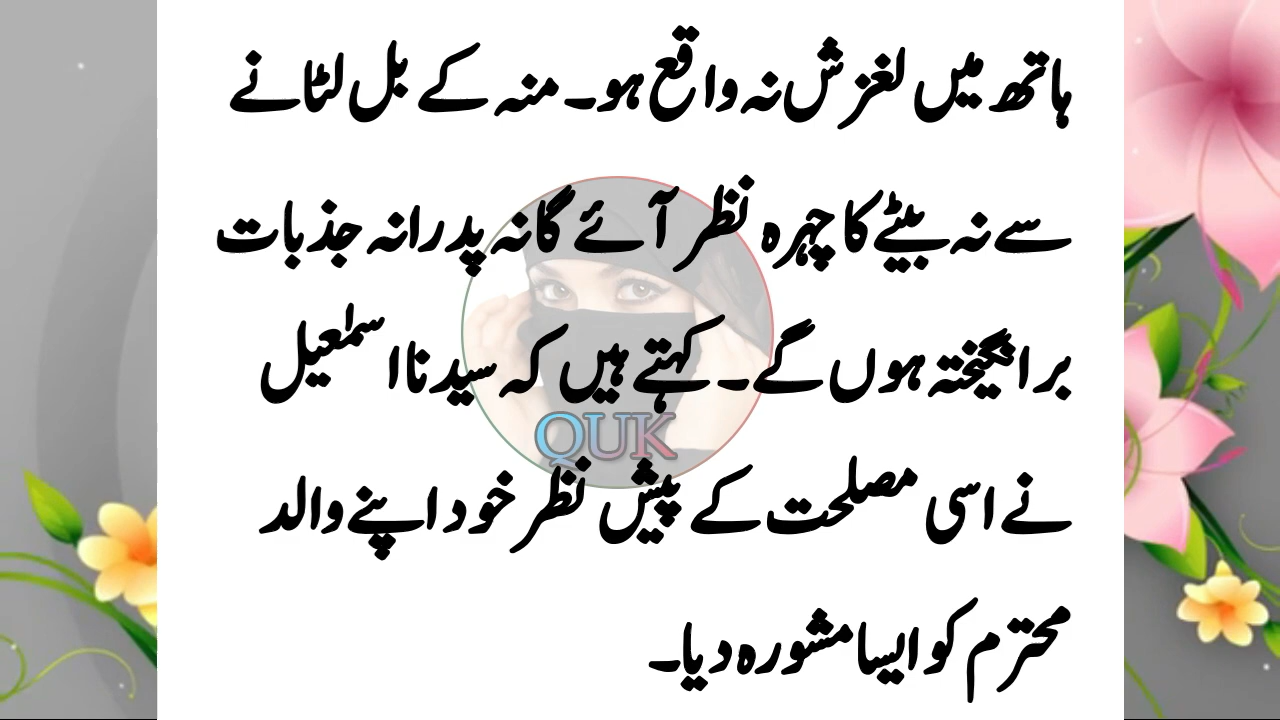 ہاتھ میں لغزش نہ واقع ہو۔ منہ کے بل لٹانے
سے نہ بیٹے کا چہرہ نظر آئے گا نہ پدرانہ جذبات
برانگیختہ ہوں گے۔ کہتے ہیں کہ سیدنا اسمٰعیل
نے اسی مصلحت کے پیش نظر خود اپنے والد
محترم کو ایسا مشورہ دیا۔
QUK